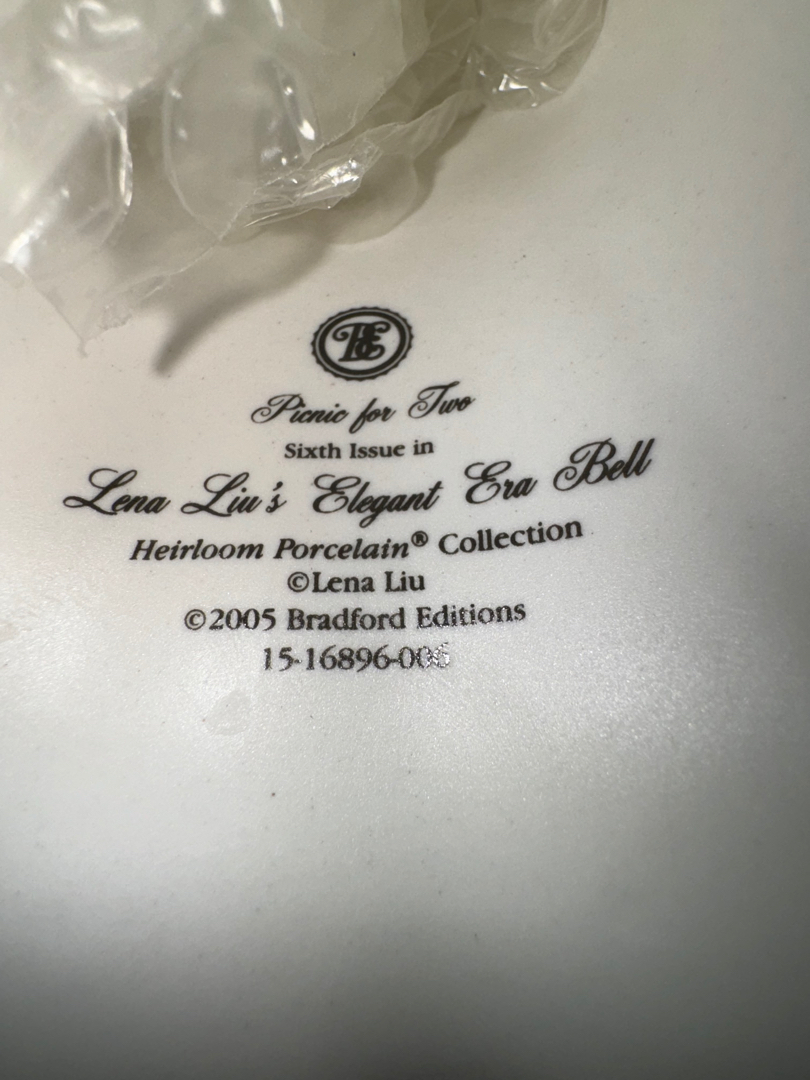 BE
Picnic for Two
Sixth Issue in
Lena Liu's Elegant Era Bell
Heirloom Porcelain® Collection
©Lena Liu
©2005 Bradford Editions
15-16896-006